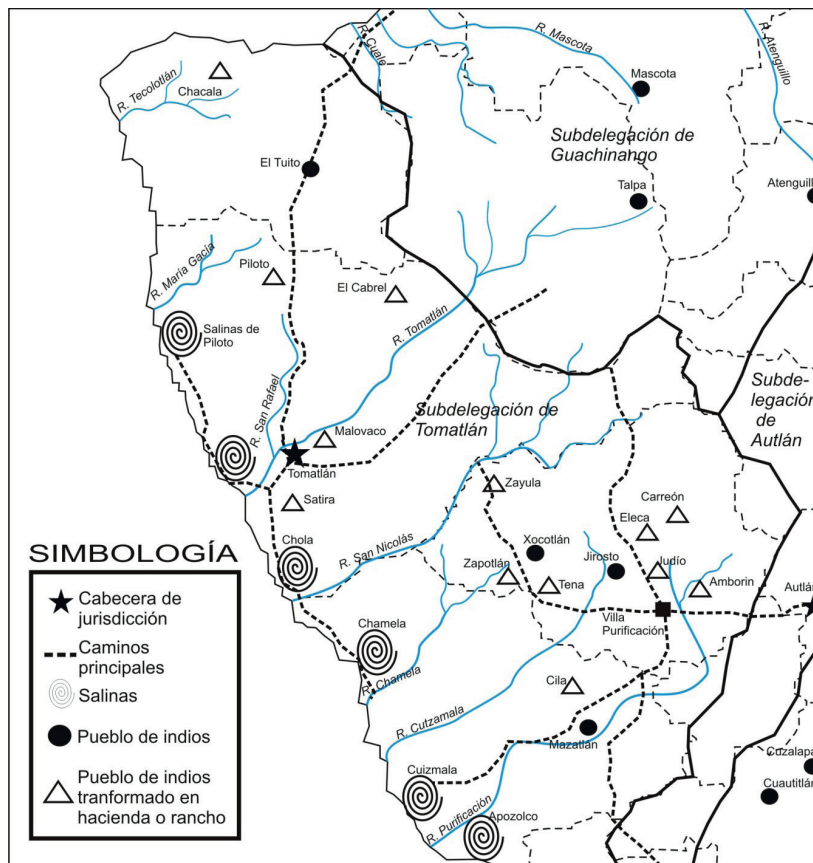 R. Tecolotlán
Chacala
R. Cuale
R. Mascota
Mascota
R. Atenguillo
Subdelegación de
Guachinango
El Tuito
Talpa
Atenguillo
R. María Gacía
Piloto
El Cabrel
R. Tomatlán
Salinas de
Piloto
R. San Rafael
Subdelegación de
Tomatlán
Subde-
legación
de
Autlán
Malovaco
Tomatlán
Satira
Zayula
Carreón
Eleca
Chola
R. San Nicolás
Xocotlán
Zapotlán
Jirosto
Judío
Tena
Amborin
Autlán
Villa
Purificación
Chamela
R. Chamela
Cila
R. Cutzamala
Mazatlán
Cuizmala
R. Purificación
Apozolco
Cuzalapa
Cuautitlán
SIMBOLOGÍA
Cabecera de
jurisdicción
Caminos
principales
Salinas
Pueblo de indios
Pueblo de indios
tranformado en
hacienda o rancho